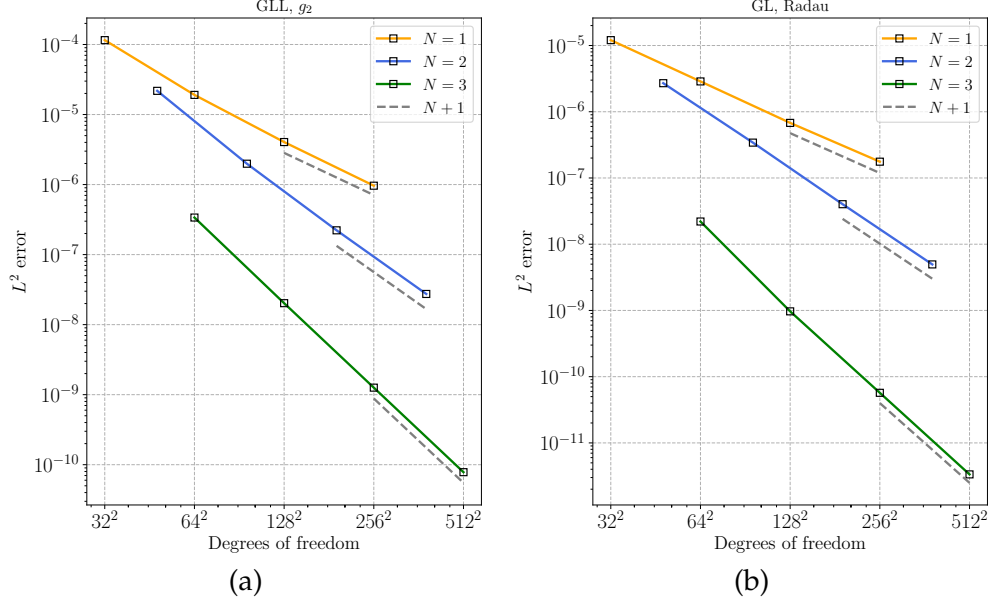 GLL, g₂
10⁻⁴
10⁻⁵
10⁻⁶
10⁻⁷
10⁻⁸
10⁻⁹
10⁻¹⁰
L² error
N = 1
N = 2
N = 3
N + 1
32² 64² 128² 256² 512²
Degrees of freedom
(a)
GL, Radau
10⁻⁵
10⁻⁶
10⁻⁷
10⁻⁸
10⁻⁹
10⁻¹⁰
10⁻¹¹
L² error
N = 1
N = 2
N = 3
N + 1
32² 64² 128² 256² 512²
Degrees of freedom
(b)